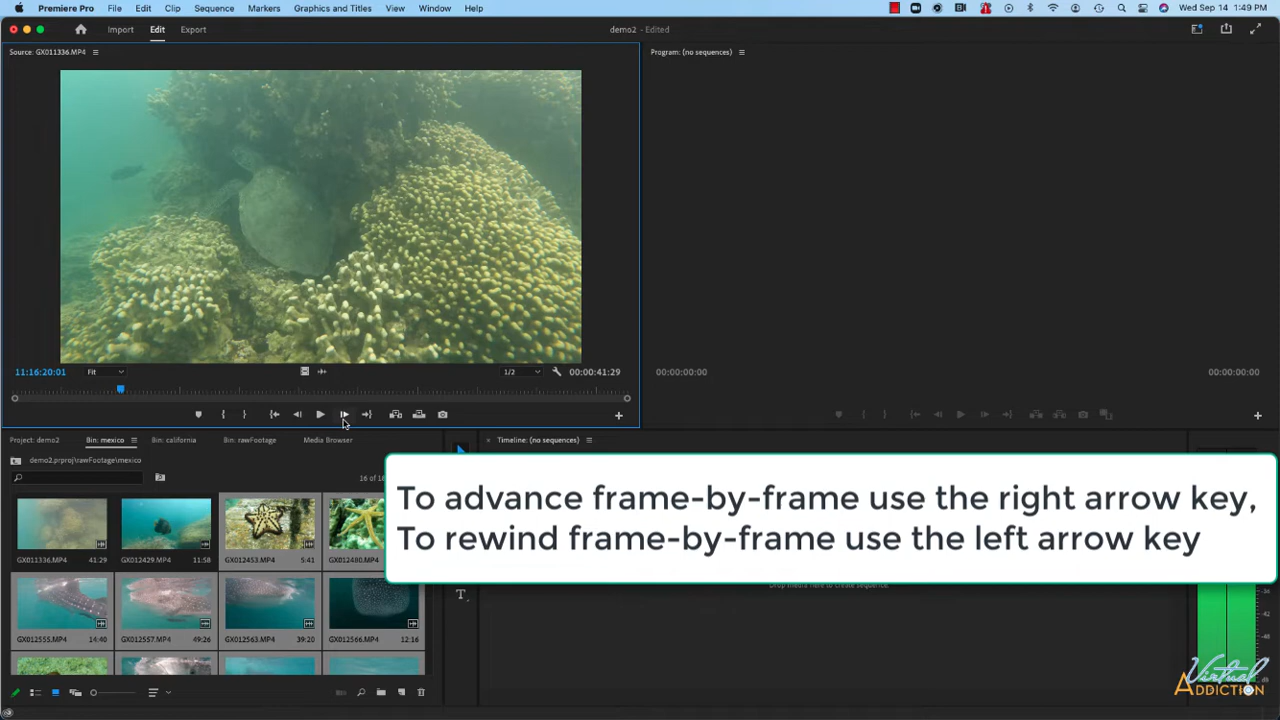 Premiere Pro File Edit Clip Sequence Markers Graphics and Titles View Window Help Wed Sep 14 1:49 PM
Import Edit Export demo2 - Edited
Source: GX011336.MP4 Program: (no sequences)
11:16:20:01 Fit 1/2 00:00:41:29 00:00:00:00 00:00:00:00
Project: demo2 Bin: mexico Bin: california Bin: rawFootage Media Browser Timeline: (no sequences)
demo2.prproj\rawFootage\mexico
To advance frame-by-frame use the right arrow key,
To rewind frame-by-frame use the left arrow key
GX011336.MP4 41:29 GX012429.MP4 11:58 GX012453.MP4 5:41 GX012480.MP4
Drop media here to create sequence.
GX012555.MP4 14:40 GX012557.MP4 49:26 GX012563.MP4 39:20 GX012566.MP4 12:16
Virtual
ADDICTION